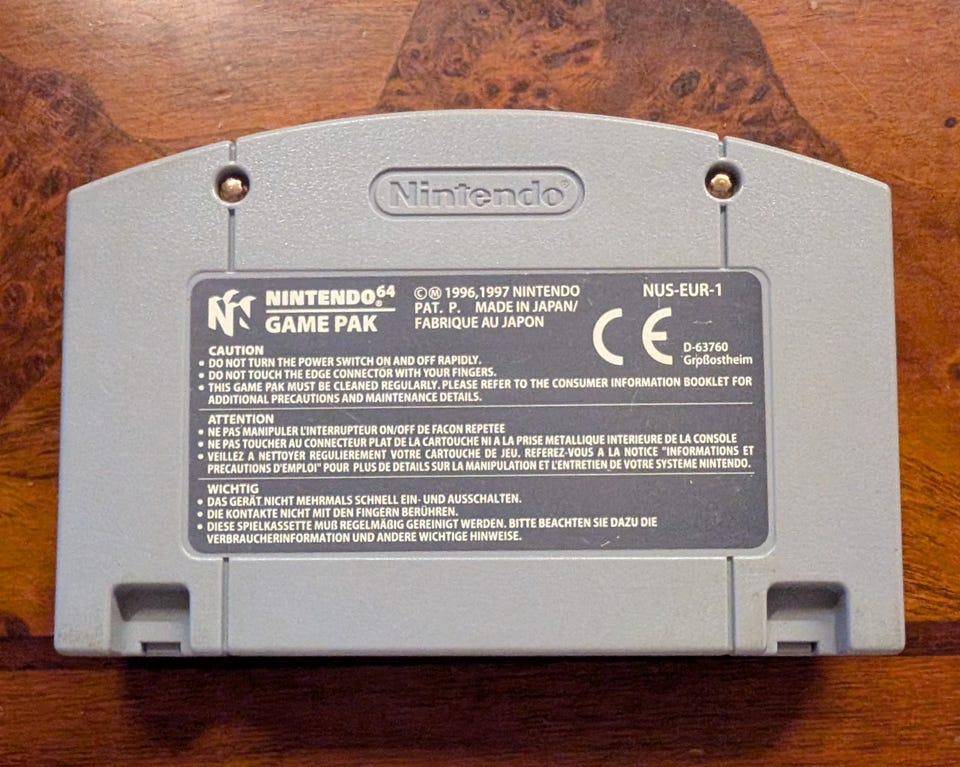 Nintendo®
NINTENDO®64
GAME PAK
©Ⓜ 1996,1997 NINTENDO
PAT. P. MADE IN JAPAN/
FABRIQUE AU JAPON
NUS-EUR-1
CE
D-63760
Grpßostheim
CAUTION
• DO NOT TURN THE POWER SWITCH ON AND OFF RAPIDLY.
• DO NOT TOUCH THE EDGE CONNECTOR WITH YOUR FINGERS.
• THIS GAME PAK MUST BE CLEANED REGULARLY. PLEASE REFER TO THE CONSUMER INFORMATION BOOKLET FOR
ADDITIONAL PRECAUTIONS AND MAINTENANCE DETAILS.
ATTENTION
• NE PAS MANIPULER L'INTERRUPTEUR ON/OFF DE FACON REPETEE
• NE PAS TOUCHER AU CONNECTEUR PLAT DE LA CARTOUCHE NI A LA PRISE METALLIQUE INTERIEURE DE LA CONSOLE
• VEILLEZ A NETTOYER REGULIEREMENT VOTRE CARTOUCHE DE JEU. REFEREZ-VOUS A LA NOTICE "INFORMATIONS ET
PRECAUTIONS D'EMPLOI" POUR PLUS DE DETAILS SUR LA MANIPULATION ET L'ENTRETIEN DE VOTRE SYSTEME NINTENDO.
WICHTIG
• DAS GERÄT NICHT MEHRMALS SCHNELL EIN- UND AUSSCHALTEN.
• DIE KONTAKTE NICHT MIT DEN FINGERN BERÜHREN.
• DIESE SPIELKASSETTE MUß REGELMÄßIG GEREINIGT WERDEN. BITTE BEACHTEN SIE DAZU DIE
VERBRAUCHERINFORMATION UND ANDERE WICHTIGE HINWEISE.